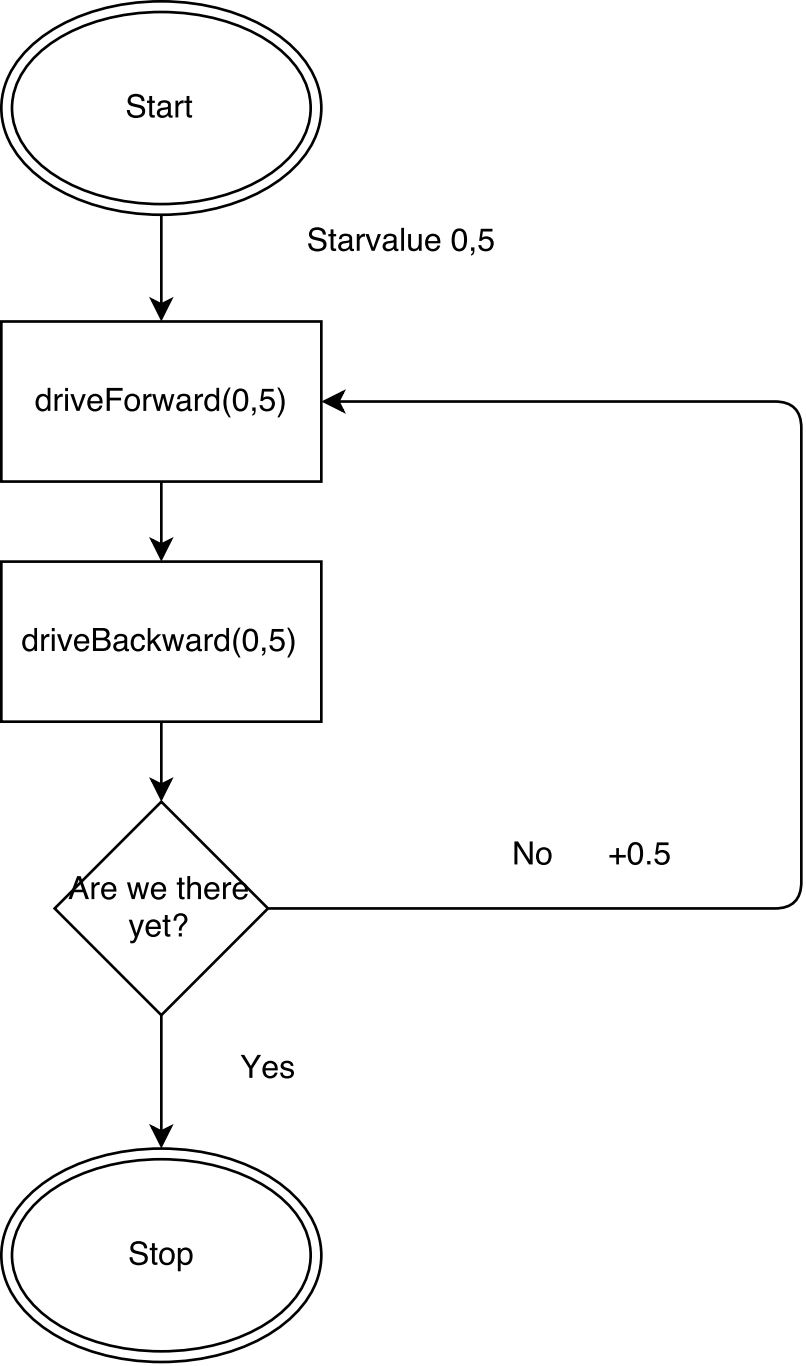 Start
Starvalue 0,5
driveForward(0,5)
driveBackward(0,5)
Are we there
yet?
No +0.5
Yes
Stop